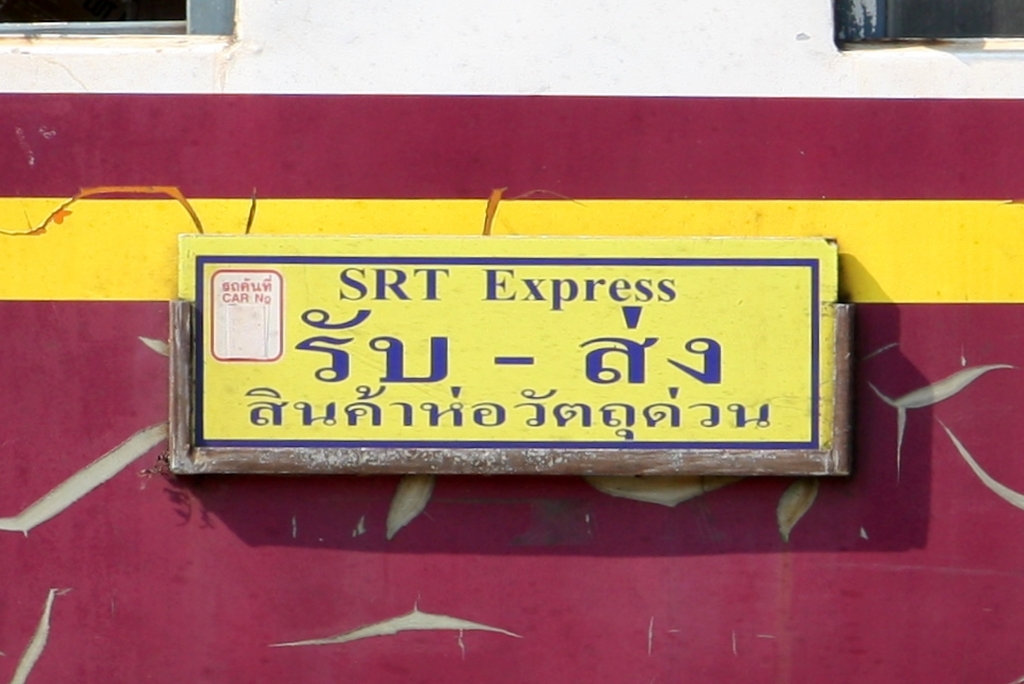 SRT Express
รถคันที่
CAR No
รับ - ส่ง
สินค้าห่อวัตถุด่วน